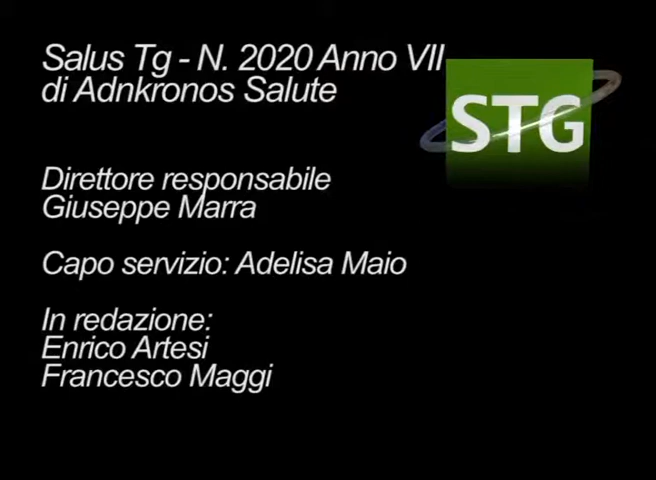 Salus Tg - N. 2020 Anno VII
di Adnkronos Salute
STG
Direttore responsabile
Giuseppe Marra
Capo servizio: Adelisa Maio
In redazione:
Enrico Artesi
Francesco Maggi